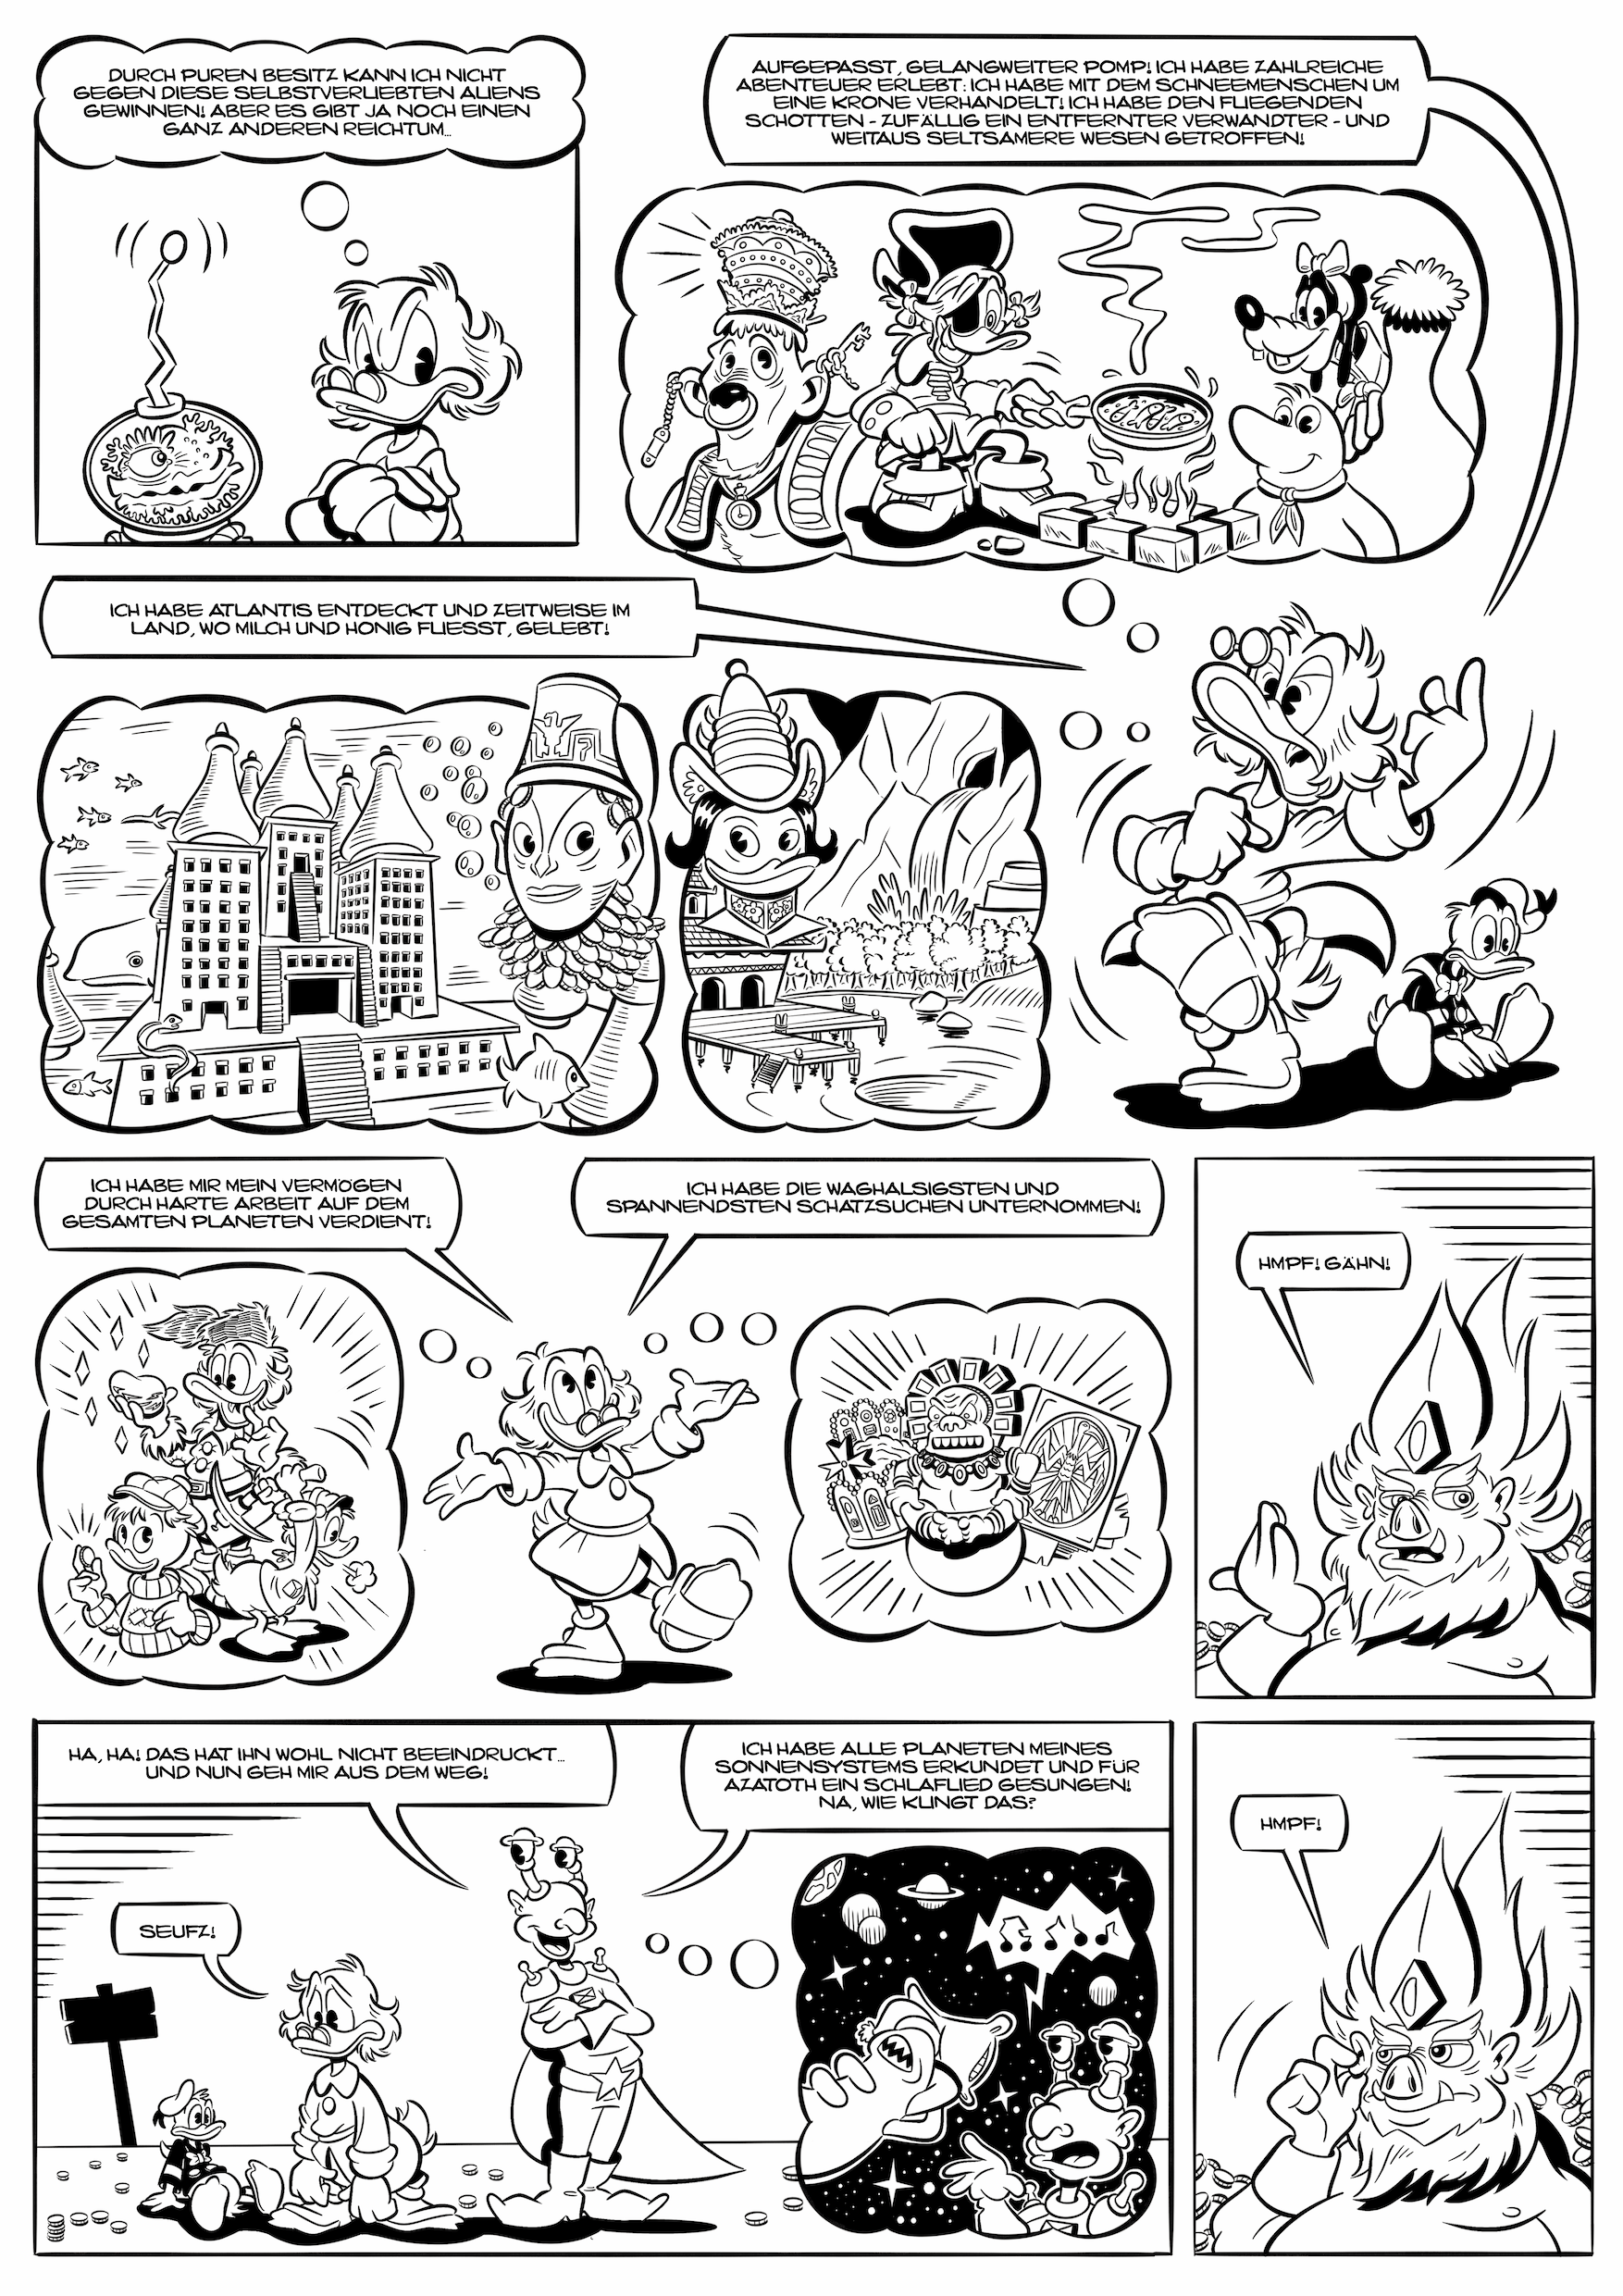 DURCH PUREN BESITZ KANN ICH NICHT
GEGEN DIESE SELBSTVERLIEBTEN ALIENS
GEWINNEN! ABER ES GIBT JA NOCH EINEN
GANZ ANDEREN REICHTUM...
AUFGEPASST, GELANGWEITER POMP! ICH HABE ZAHLREICHE
ABENTEUER ERLEBT: ICH HABE MIT DEM SCHNEEMENSCHEN UM
EINE KRONE VERHANDELT! ICH HABE DEN FLIEGENDEN
SCHOTTEN - ZUFÄLLIG EIN ENTFERNTER VERWANDTER - UND
WEITAUS SELTSAMERE WESEN GETROFFEN!
ICH HABE ATLANTIS ENTDECKT UND ZEITWEISE IM
LAND, WO MILCH UND HONIG FLIESST, GELEBT!
ICH HABE MIR MEIN VERMÖGEN
DURCH HARTE ARBEIT AUF DEM
GESAMTEN PLANETEN VERDIENT!
ICH HABE DIE WAGHALSIGSTEN UND
SPANNENDSTEN SCHATZSUCHEN UNTERNOMMEN!
HMPF! GÄHN!
HA, HA! DAS HAT IHN WOHL NICHT BEEINDRUCKT...
UND NUN GEH MIR AUS DEM WEG!
SEUFZ!
ICH HABE ALLE PLANETEN MEINES
SONNENSYSTEMS ERKUNDET UND FÜR
AZATOTH EIN SCHLAFLIED GESUNGEN!
NA, WIE KLINGT DAS?
HMPF!